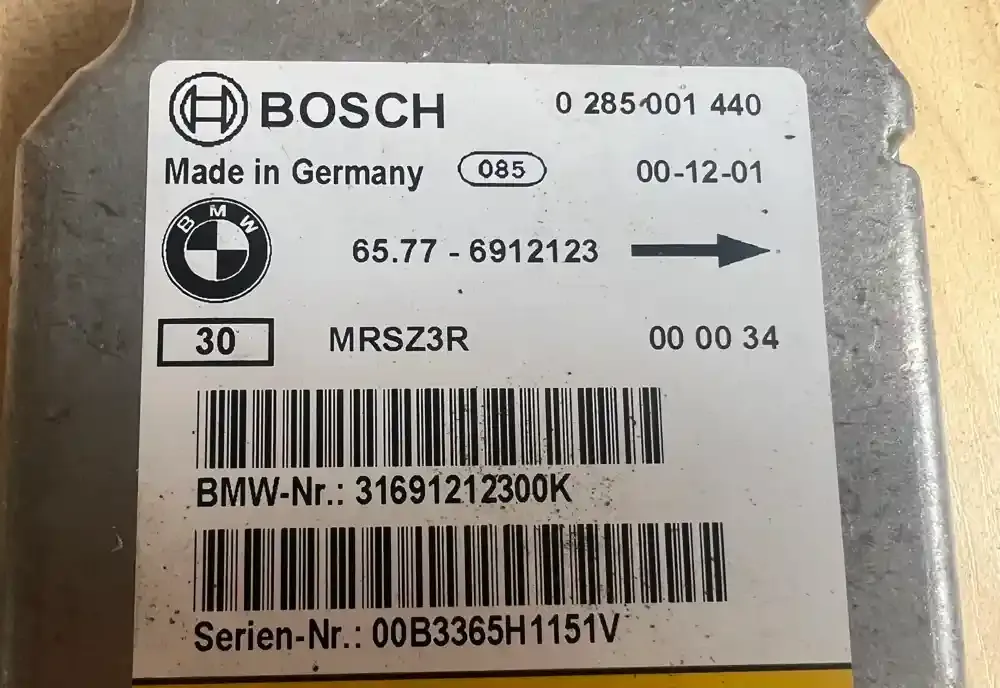 BOSCH 0 285 001 440
Made in Germany 085 00-12-01
BMW
65.77 - 6912123
30 MRSZ3R 00 00 34
BMW-Nr.: 31691212300K
Serien-Nr.: 00B3365H1151V